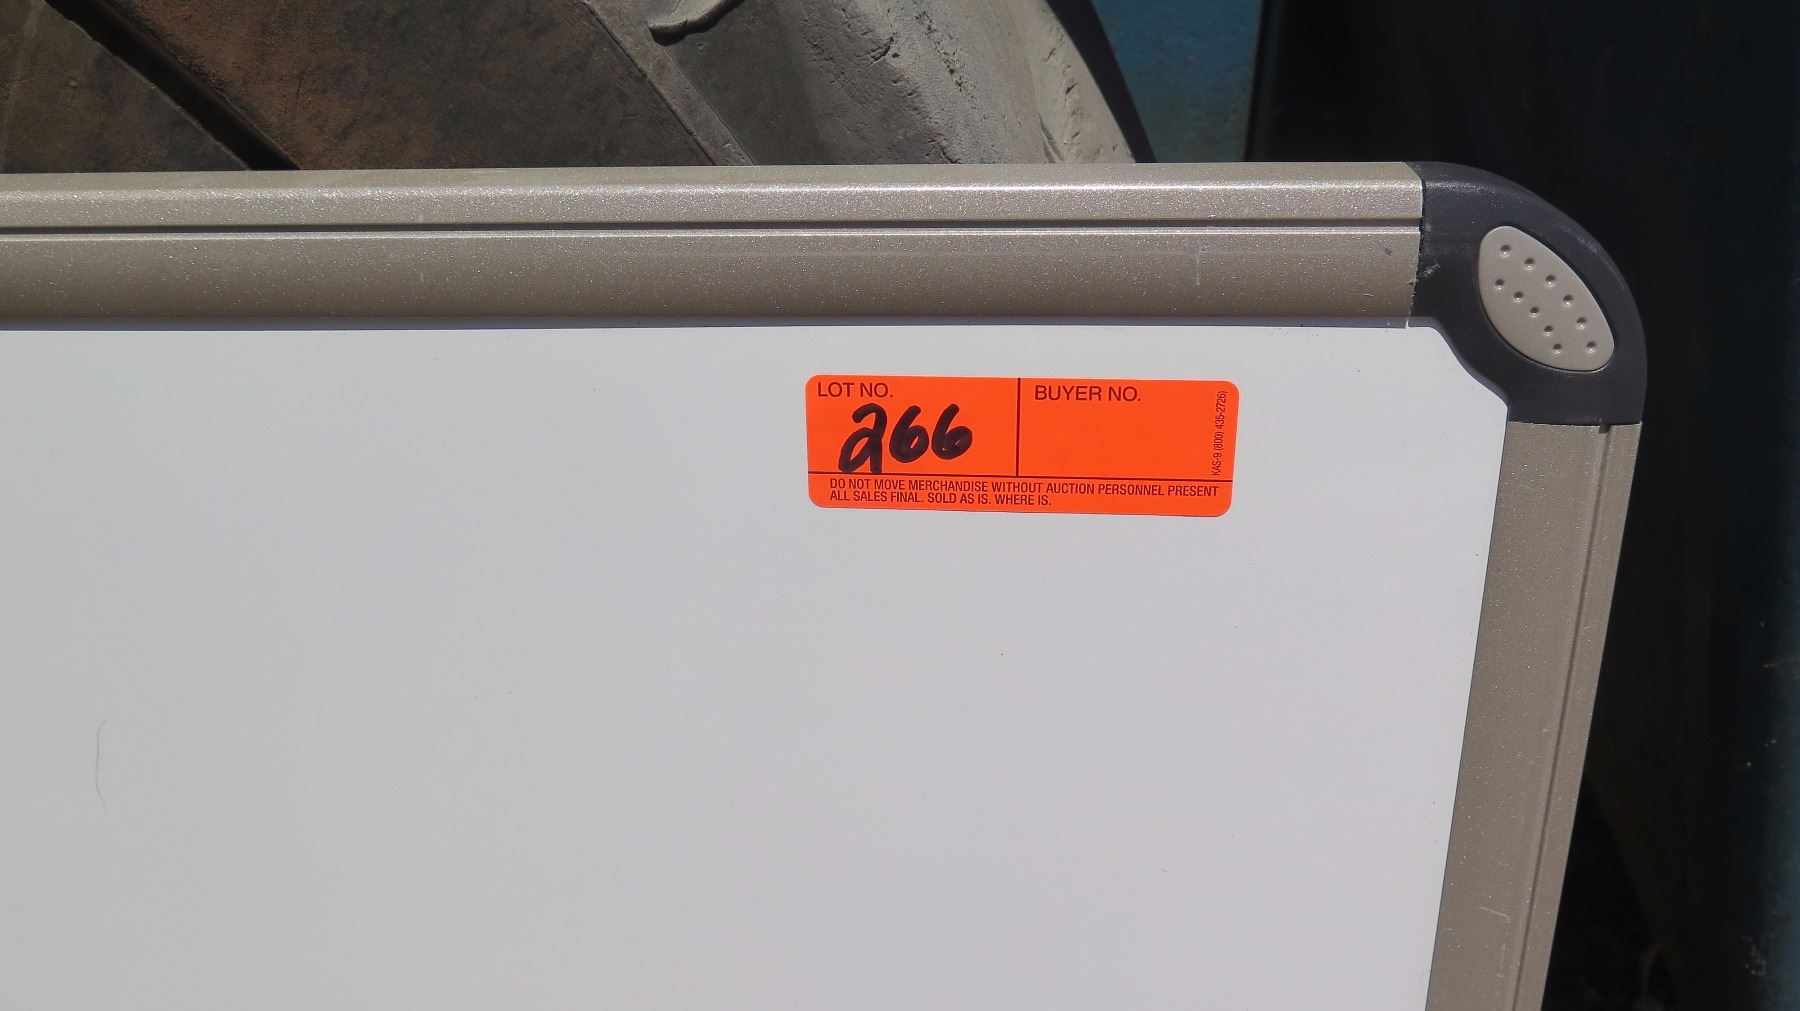 LOT NO.
266
BUYER NO.
KAS-9 (800) 435-2726)
DO NOT MOVE MERCHANDISE WITHOUT AUCTION PERSONNEL PRESENT
ALL SALES FINAL. SOLD AS IS. WHERE IS.